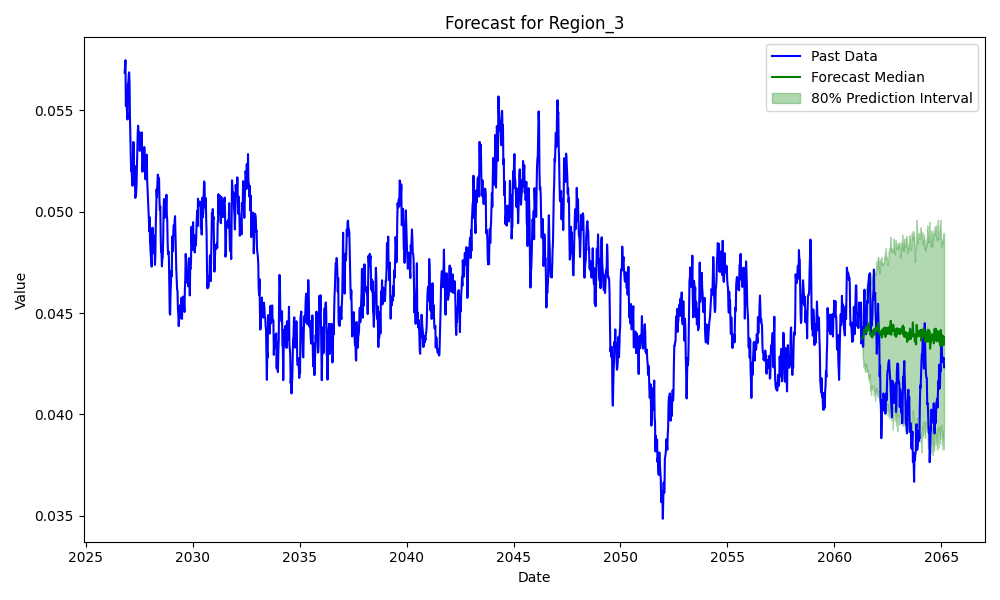 Forecast for Region_3
Past Data
Forecast Median
80% Prediction Interval
Value
0.055
0.050
0.045
0.040
0.035
2025
2030
2035
2040
2045
2050
2055
2060
2065
Date